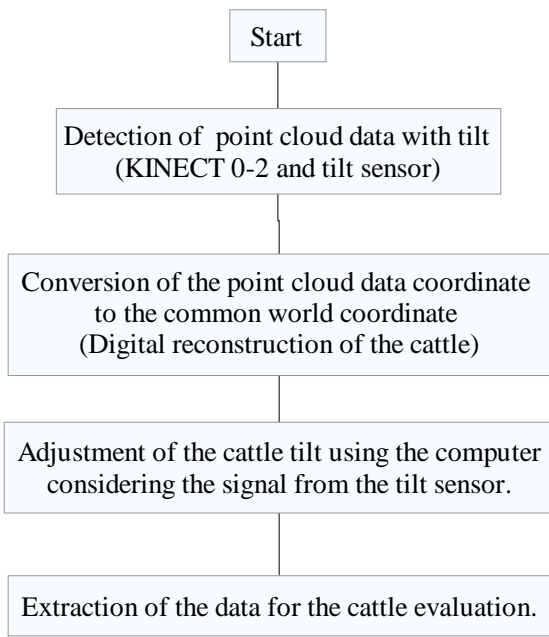 Start
Detection of point cloud data with tilt
(KINECT 0-2 and tilt sensor)
Conversion of the point cloud data coordinate
to the common world coordinate
(Digital reconstruction of the cattle)
Adjustment of the cattle tilt using the computer
considering the signal from the tilt sensor.
Extraction of the data for the cattle evaluation.